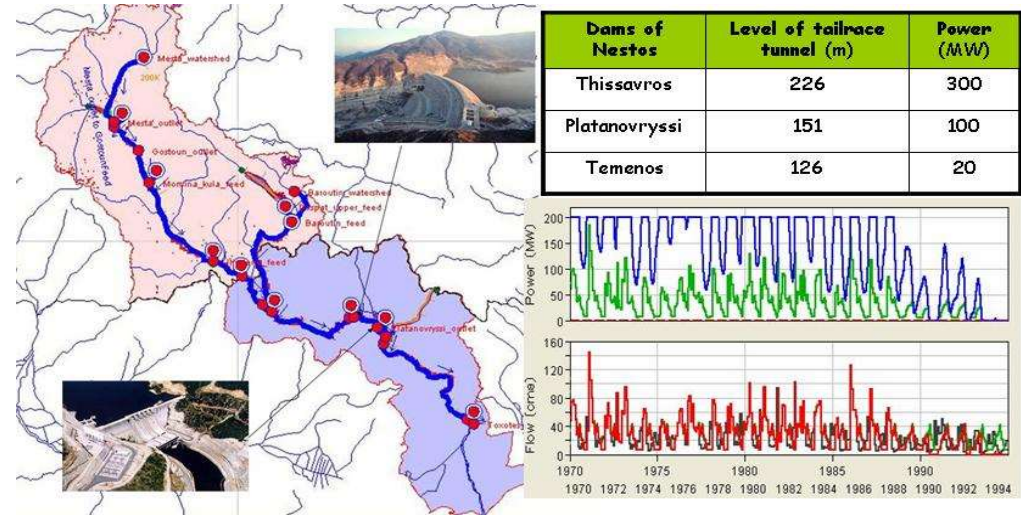 Mesta_watershed
200K
Mesta_outlet
Gostoun_outlet
Momina_kula_feed
Baroutin_watershed
Baroutin_feed
Platanovryssi_outlet
Toxotes
Dams of Nestos
Level of tailrace tunnel (m)
Power (MW)
Thissavros 226 300
Platanovryssi 151 100
Temenos 126 20
Power (MW)
200
150
100
50
0
Flow (cms)
160
120
80
40
0
1970 1975 1980 1985 1990
1970 1972 1974 1976 1978 1980 1982 1984 1986 1988 1990 1992 1994